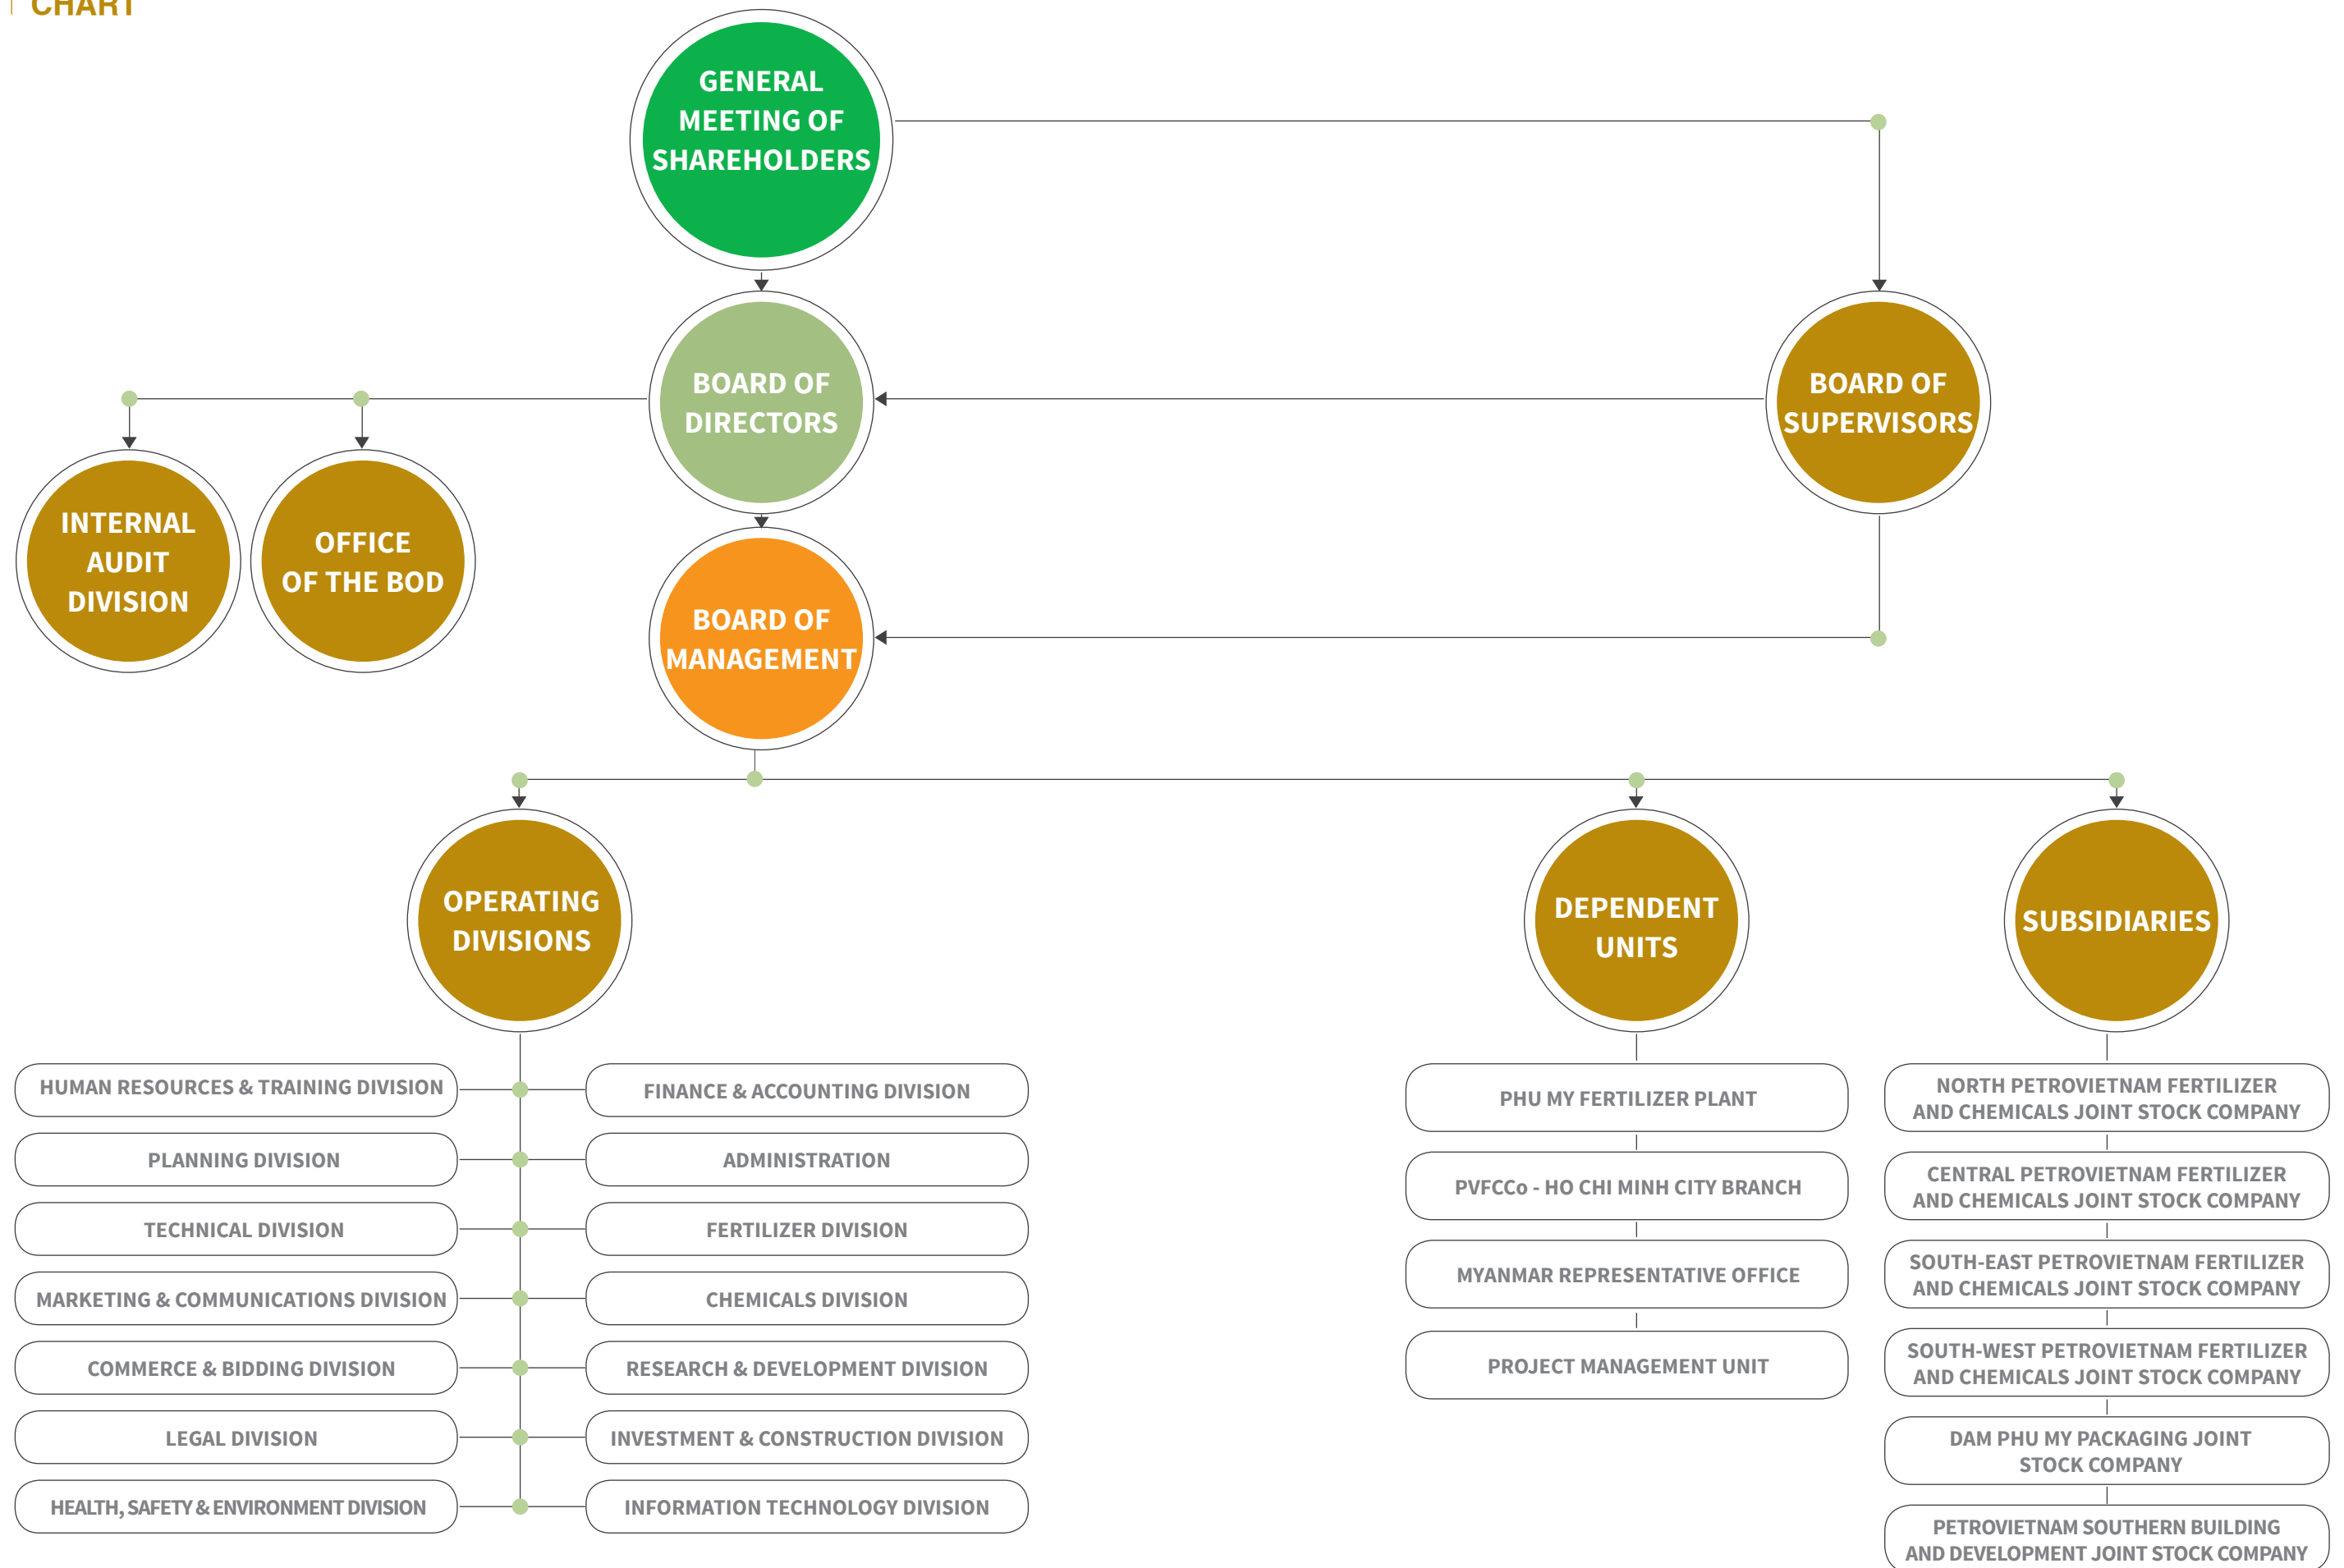 CHART
GENERAL
MEETING OF
SHAREHOLDERS
BOARD OF
DIRECTORS
BOARD OF
SUPERVISORS
INTERNAL
AUDIT
DIVISION
OFFICE
OF THE BOD
BOARD OF
MANAGEMENT
OPERATING
DIVISIONS
DEPENDENT
UNITS
SUBSIDIARIES
HUMAN RESOURCES & TRAINING DIVISION
FINANCE & ACCOUNTING DIVISION
PLANNING DIVISION
ADMINISTRATION
TECHNICAL DIVISION
FERTILIZER DIVISION
MARKETING & COMMUNICATIONS DIVISION
CHEMICALS DIVISION
COMMERCE & BIDDING DIVISION
RESEARCH & DEVELOPMENT DIVISION
LEGAL DIVISION
INVESTMENT & CONSTRUCTION DIVISION
HEALTH, SAFETY & ENVIRONMENT DIVISION
INFORMATION TECHNOLOGY DIVISION
PHU MY FERTILIZER PLANT
PVFCCo - HO CHI MINH CITY BRANCH
MYANMAR REPRESENTATIVE OFFICE
PROJECT MANAGEMENT UNIT
NORTH PETROVIETNAM FERTILIZER
AND CHEMICALS JOINT STOCK COMPANY
CENTRAL PETROVIETNAM FERTILIZER
AND CHEMICALS JOINT STOCK COMPANY
SOUTH-EAST PETROVIETNAM FERTILIZER
AND CHEMICALS JOINT STOCK COMPANY
SOUTH-WEST PETROVIETNAM FERTILIZER
AND CHEMICALS JOINT STOCK COMPANY
DAM PHU MY PACKAGING JOINT
STOCK COMPANY
PETROVIETNAM SOUTHERN BUILDING
AND DEVELOPMENT JOINT STOCK COMPANY